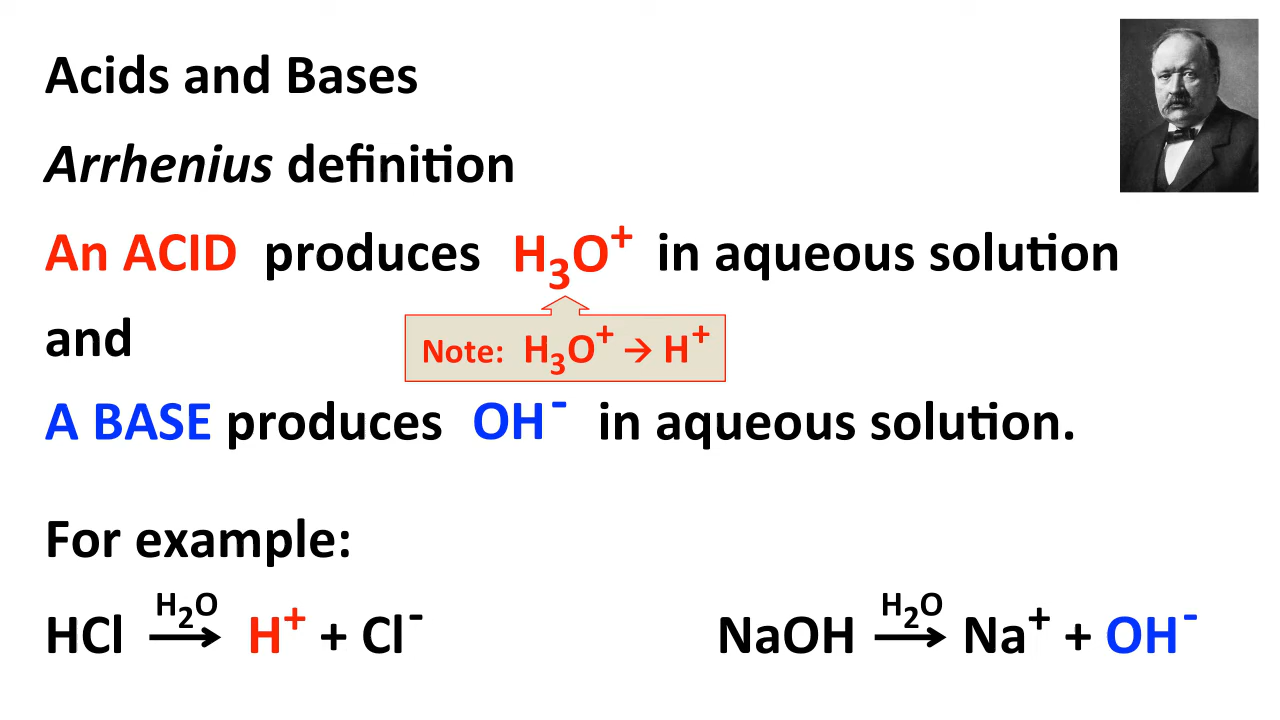 Acids and Bases
Arrhenius definition
An ACID produces H₃O⁺ in aqueous solution
and
Note: H₃O⁺ → H⁺
A BASE produces OH⁻ in aqueous solution.
For example:
HCl H₂O → H⁺ + Cl⁻
NaOH H₂O → Na⁺ + OH⁻